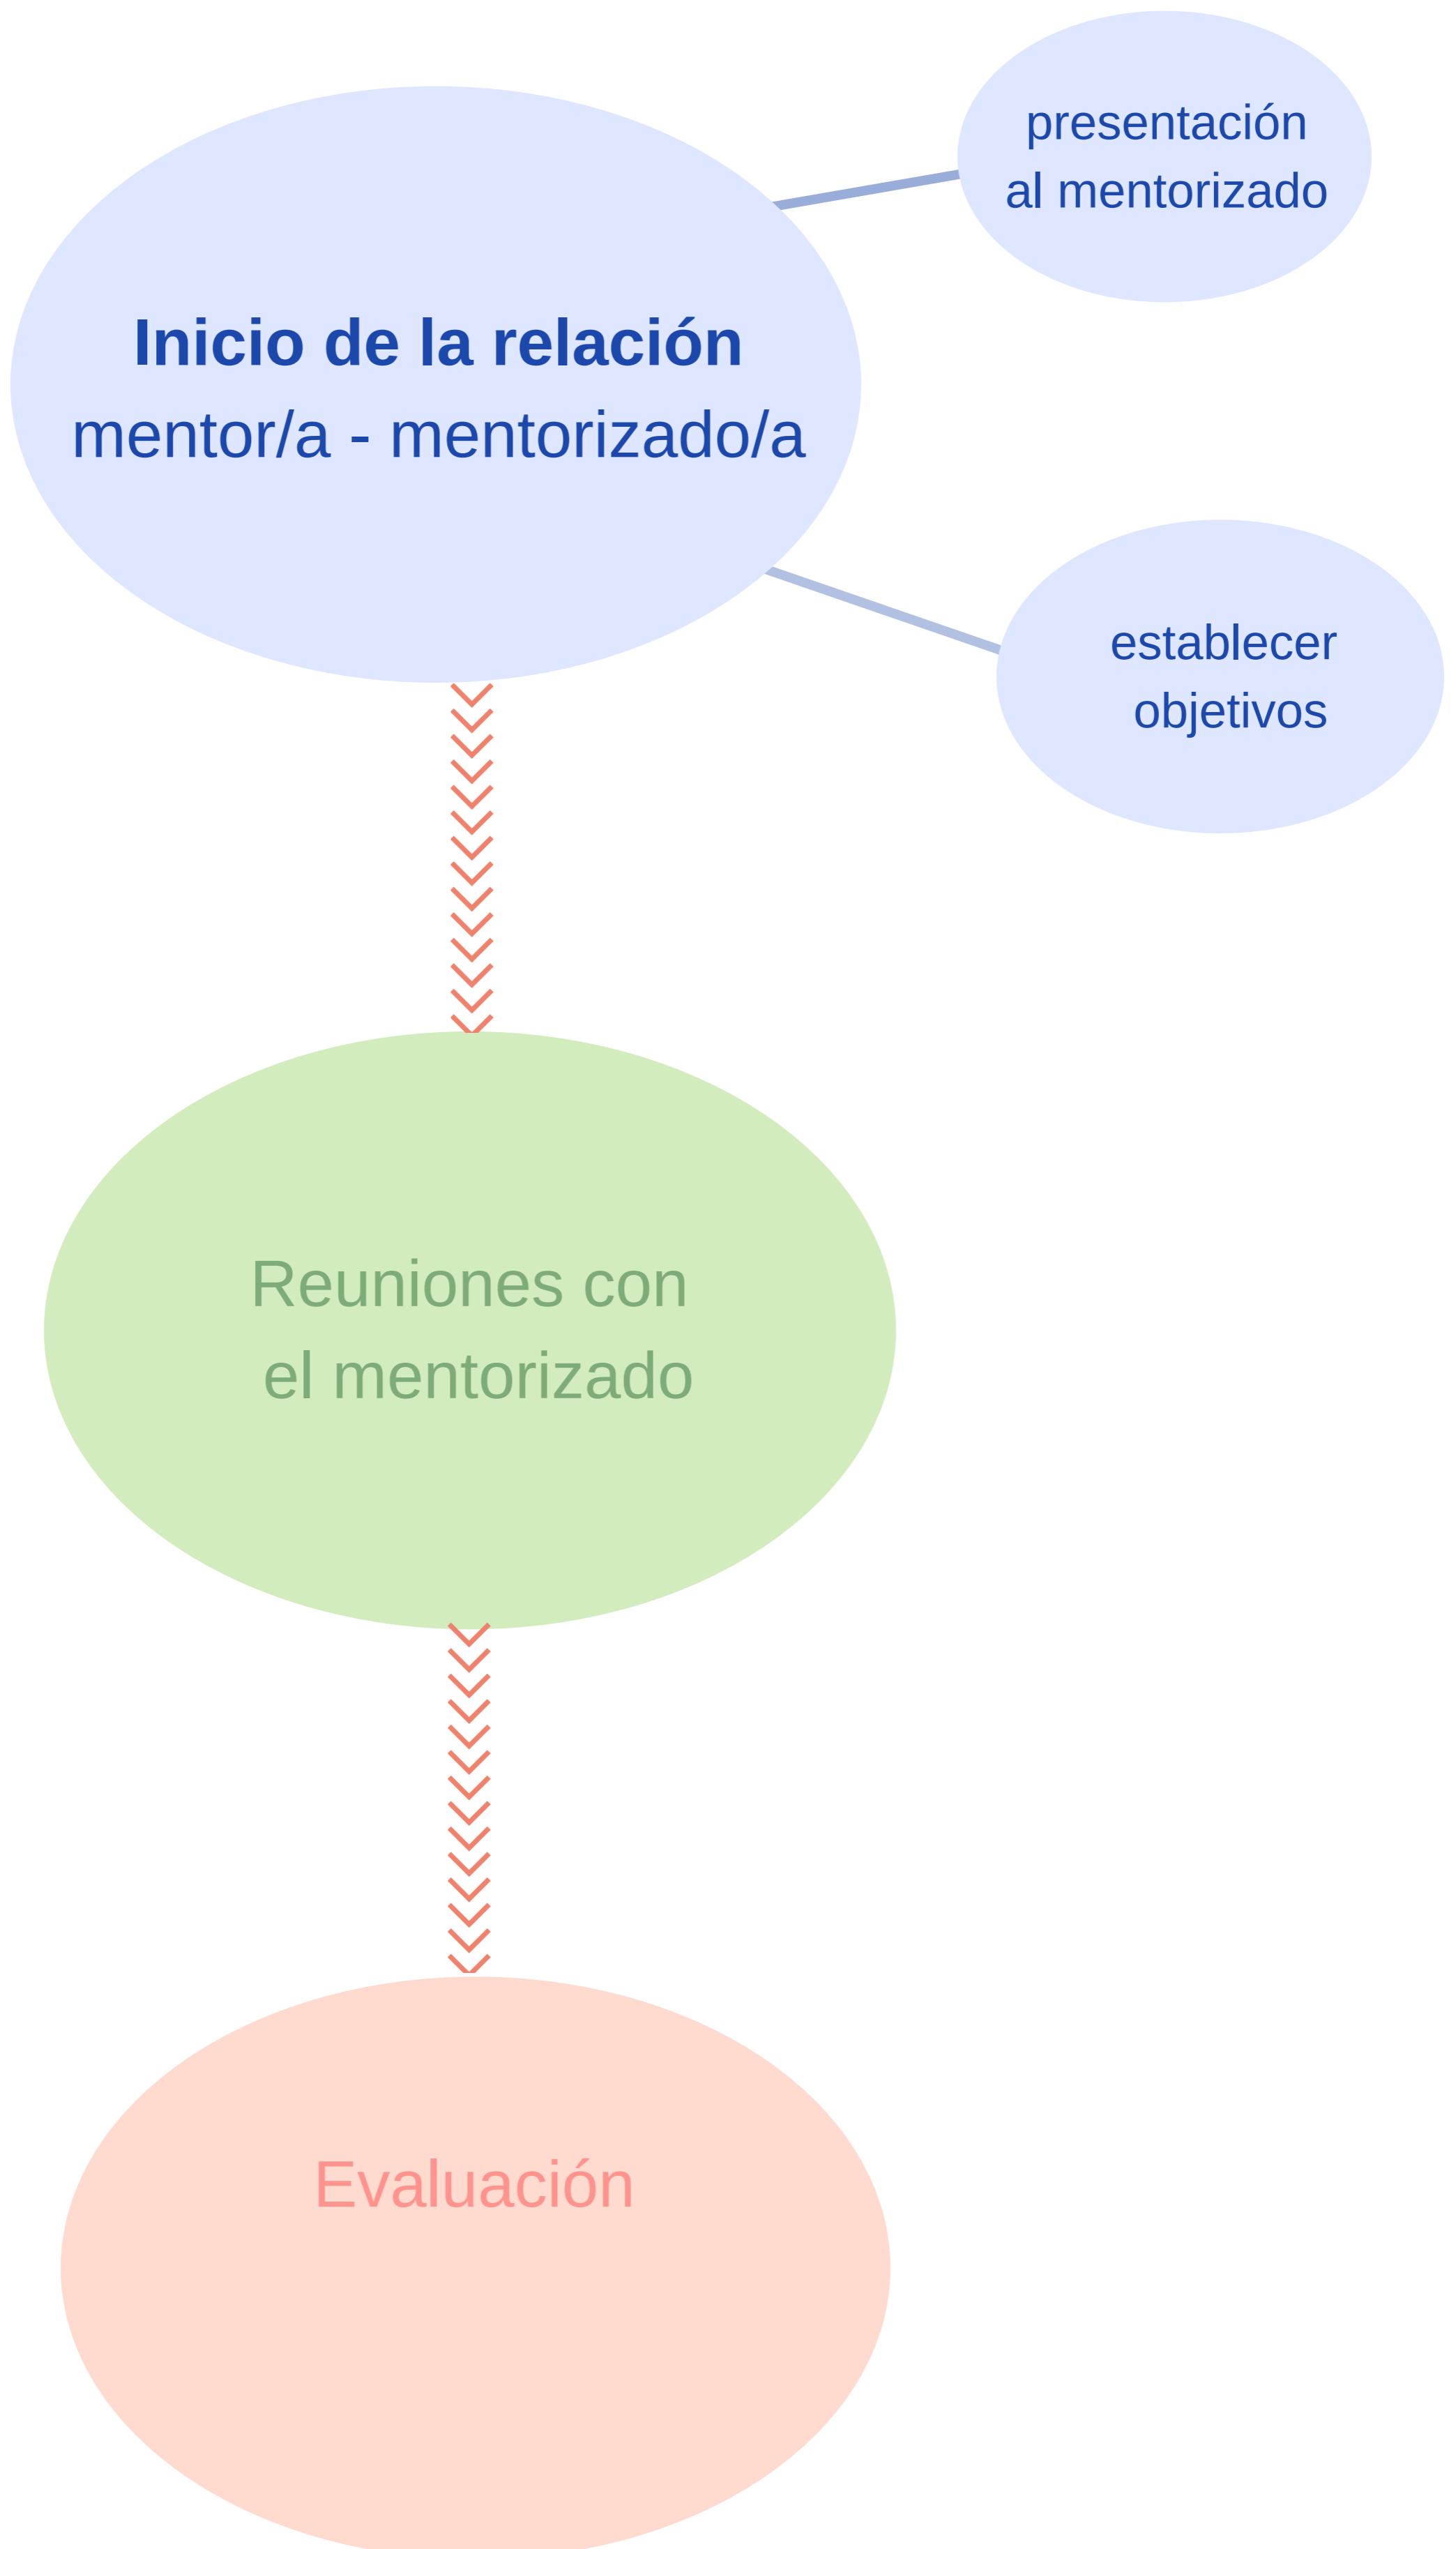 presentación
al mentorizado
Inicio de la relación
mentor/a - mentorizado/a
establecer
objetivos
Reuniones con
el mentorizado
Evaluación